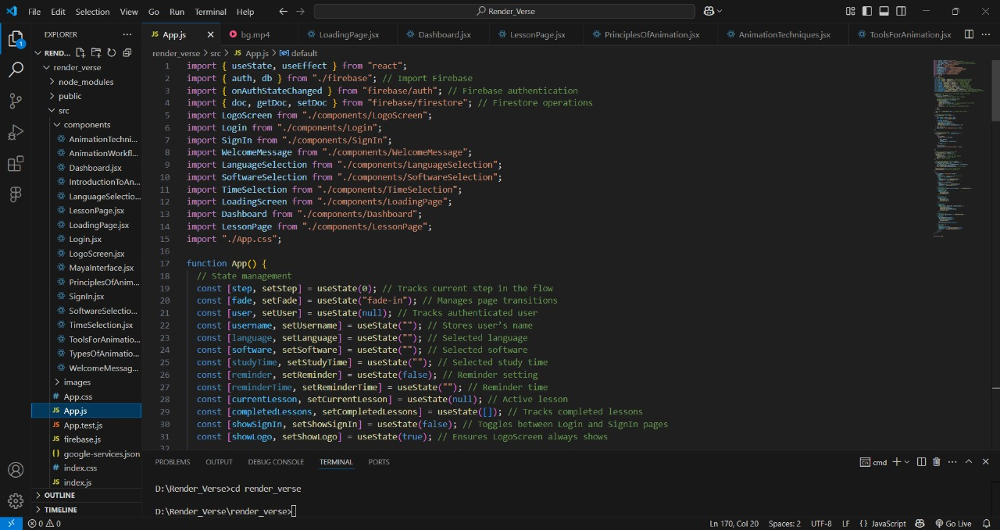 File Edit Selection View Go Run Terminal Help
Render_Verse
EXPLORER
1
REND...
render_verse
node_modules
public
src
components
AnimationTechni...
AnimationWorkfl...
Dashboard.jsx
IntroductionToAn...
LanguageSelectio...
LessonPage.jsx
LoadingPage.jsx
Login.jsx
LogoScreen.jsx
MayaInterface.jsx
PrinciplesOfAnim...
SignIn.jsx
SoftwareSelectio...
TimeSelection.jsx
ToolsForAnimatio...
TypesOfAnimatio...
WelcomeMessag...
images
# App.css
JS App.js
JS App.test.js
JS firebase.js
{} google-services.json
# index.css
JS index.js
OUTLINE
TIMELINE
JS App.js bg.mp4 LoadingPage.jsx Dashboard.jsx LessonPage.jsx PrinciplesOfAnimation.jsx AnimationTechniques.jsx ToolsForAnimation.jsx
render_verse > src > JS App.js > default
1 import { useState, useEffect } from "react";
2 import { auth, db } from "./firebase"; // Import Firebase
3 import { onAuthStateChanged } from "firebase/auth"; // Firebase authentication
4 import { doc, getDoc, setDoc } from "firebase/firestore"; // Firestore operations
5 import LogoScreen from "./components/LogoScreen";
6 import Login from "./components/Login";
7 import SignIn from "./components/SignIn";
8 import WelcomeMessage from "./components/WelcomeMessage";
9 import LanguageSelection from "./components/LanguageSelection";
10 import SoftwareSelection from "./components/SoftwareSelection";
11 import TimeSelection from "./components/TimeSelection";
12 import LoadingScreen from "./components/LoadingPage";
13 import Dashboard from "./components/Dashboard";
14 import LessonPage from "./components/LessonPage";
15 import "./App.css";
16
17 function App() {
18 // State management
19 const [step, setStep] = useState(0); // Tracks current step in the flow
20 const [fade, setFade] = useState("fade-in"); // Manages page transitions
21 const [user, setUser] = useState(null); // Tracks authenticated user
22 const [username, setUsername] = useState(""); // Stores user's name
23 const [language, setLanguage] = useState(""); // Selected language
24 const [software, setSoftware] = useState(""); // Selected software
25 const [studyTime, setStudyTime] = useState(""); // Selected study time
26 const [reminder, setReminder] = useState(false); // Reminder setting
27 const [reminderTime, setReminderTime] = useState(""); // Reminder time
28 const [currentLesson, setCurrentLesson] = useState(null); // Active lesson
29 const [completedLessons, setCompletedLessons] = useState([]); // Tracks completed lessons
30 const [showSignIn, setShowSignIn] = useState(false); // Toggles between Login and SignIn pages
31 const [showLogo, setShowLogo] = useState(true); // Ensures LogoScreen always shows
32
PROBLEMS OUTPUT DEBUG CONSOLE TERMINAL PORTS
cmd
D:\Render_Verse>cd render_verse
D:\Render_Verse\render_verse>
0 0
Ln 170, Col 20 Spaces: 2 UTF-8 LF {} JavaScript Go Live